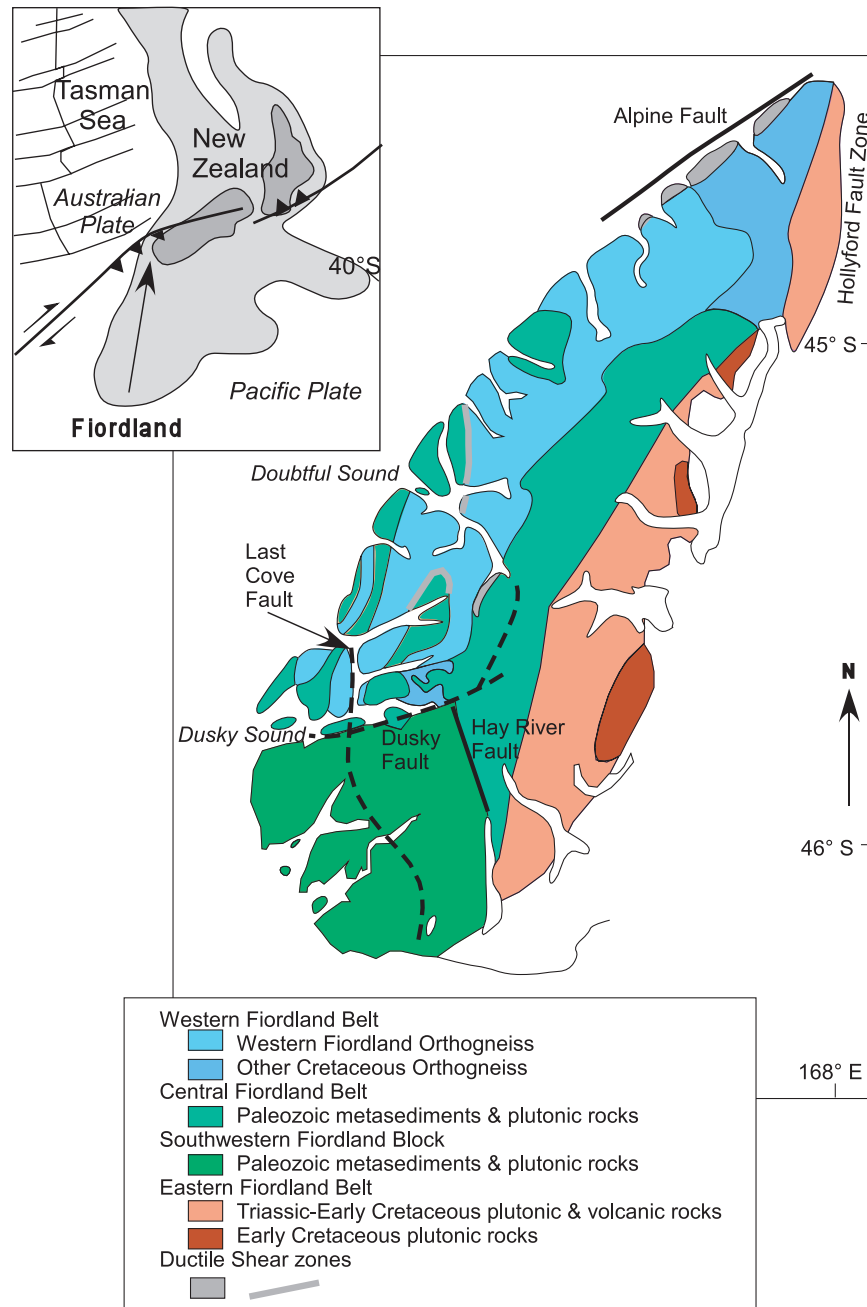 Tasman
Sea
New
Zealand
Australian
Plate
40°S
Pacific Plate
Fiordland
Alpine Fault
Hollyford Fault Zone
45° S
Doubtful Sound
Last
Cove
Fault
N
Dusky Sound
Dusky
Fault
Hay River
Fault
46° S
168° E
Western Fiordland Belt
Western Fiordland Orthogneiss
Other Cretaceous Orthogneiss
Central Fiordland Belt
Paleozoic metasediments & plutonic rocks
Southwestern Fiordland Block
Paleozoic metasediments & plutonic rocks
Eastern Fiordland Belt
Triassic-Early Cretaceous plutonic & volcanic rocks
Early Cretaceous plutonic rocks
Ductile Shear zones